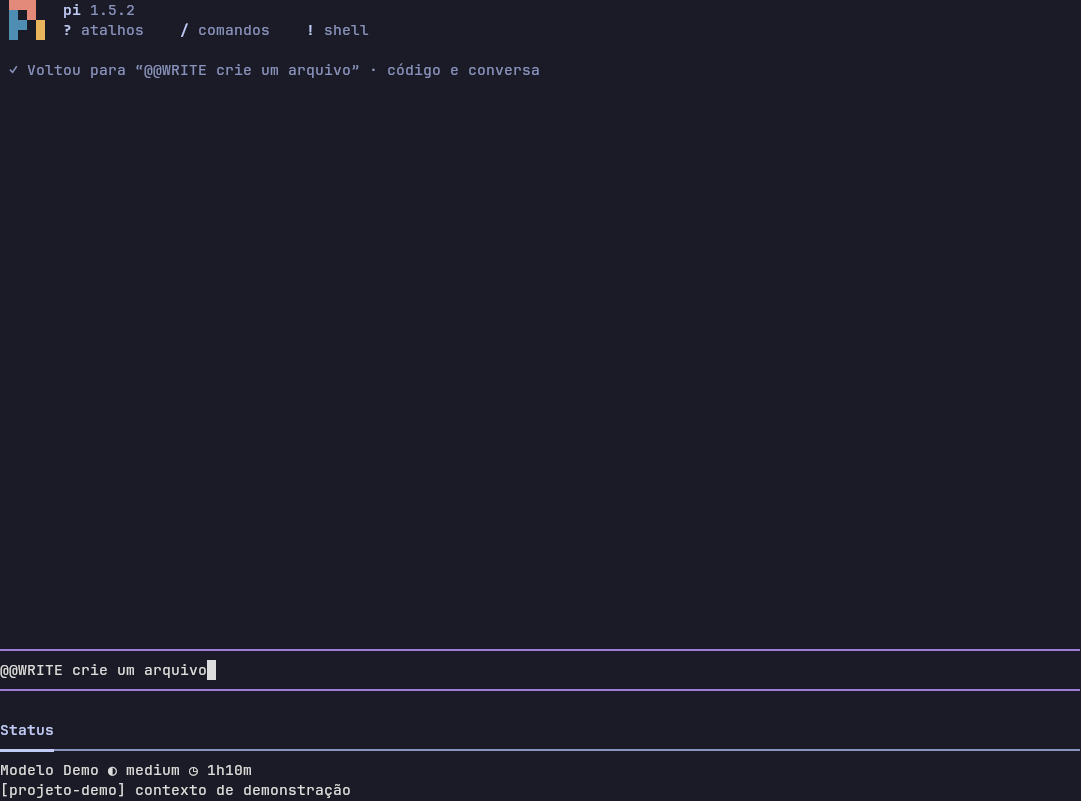 pi 1.5.2
? atalhos / comandos ! shell
✓ Voltou para “@@WRITE crie um arquivo” · código e conversa
@@WRITE crie um arquivo
Status
Modelo Demo ◐ medium ◷ 1h10m
[projeto-demo] contexto de demonstração